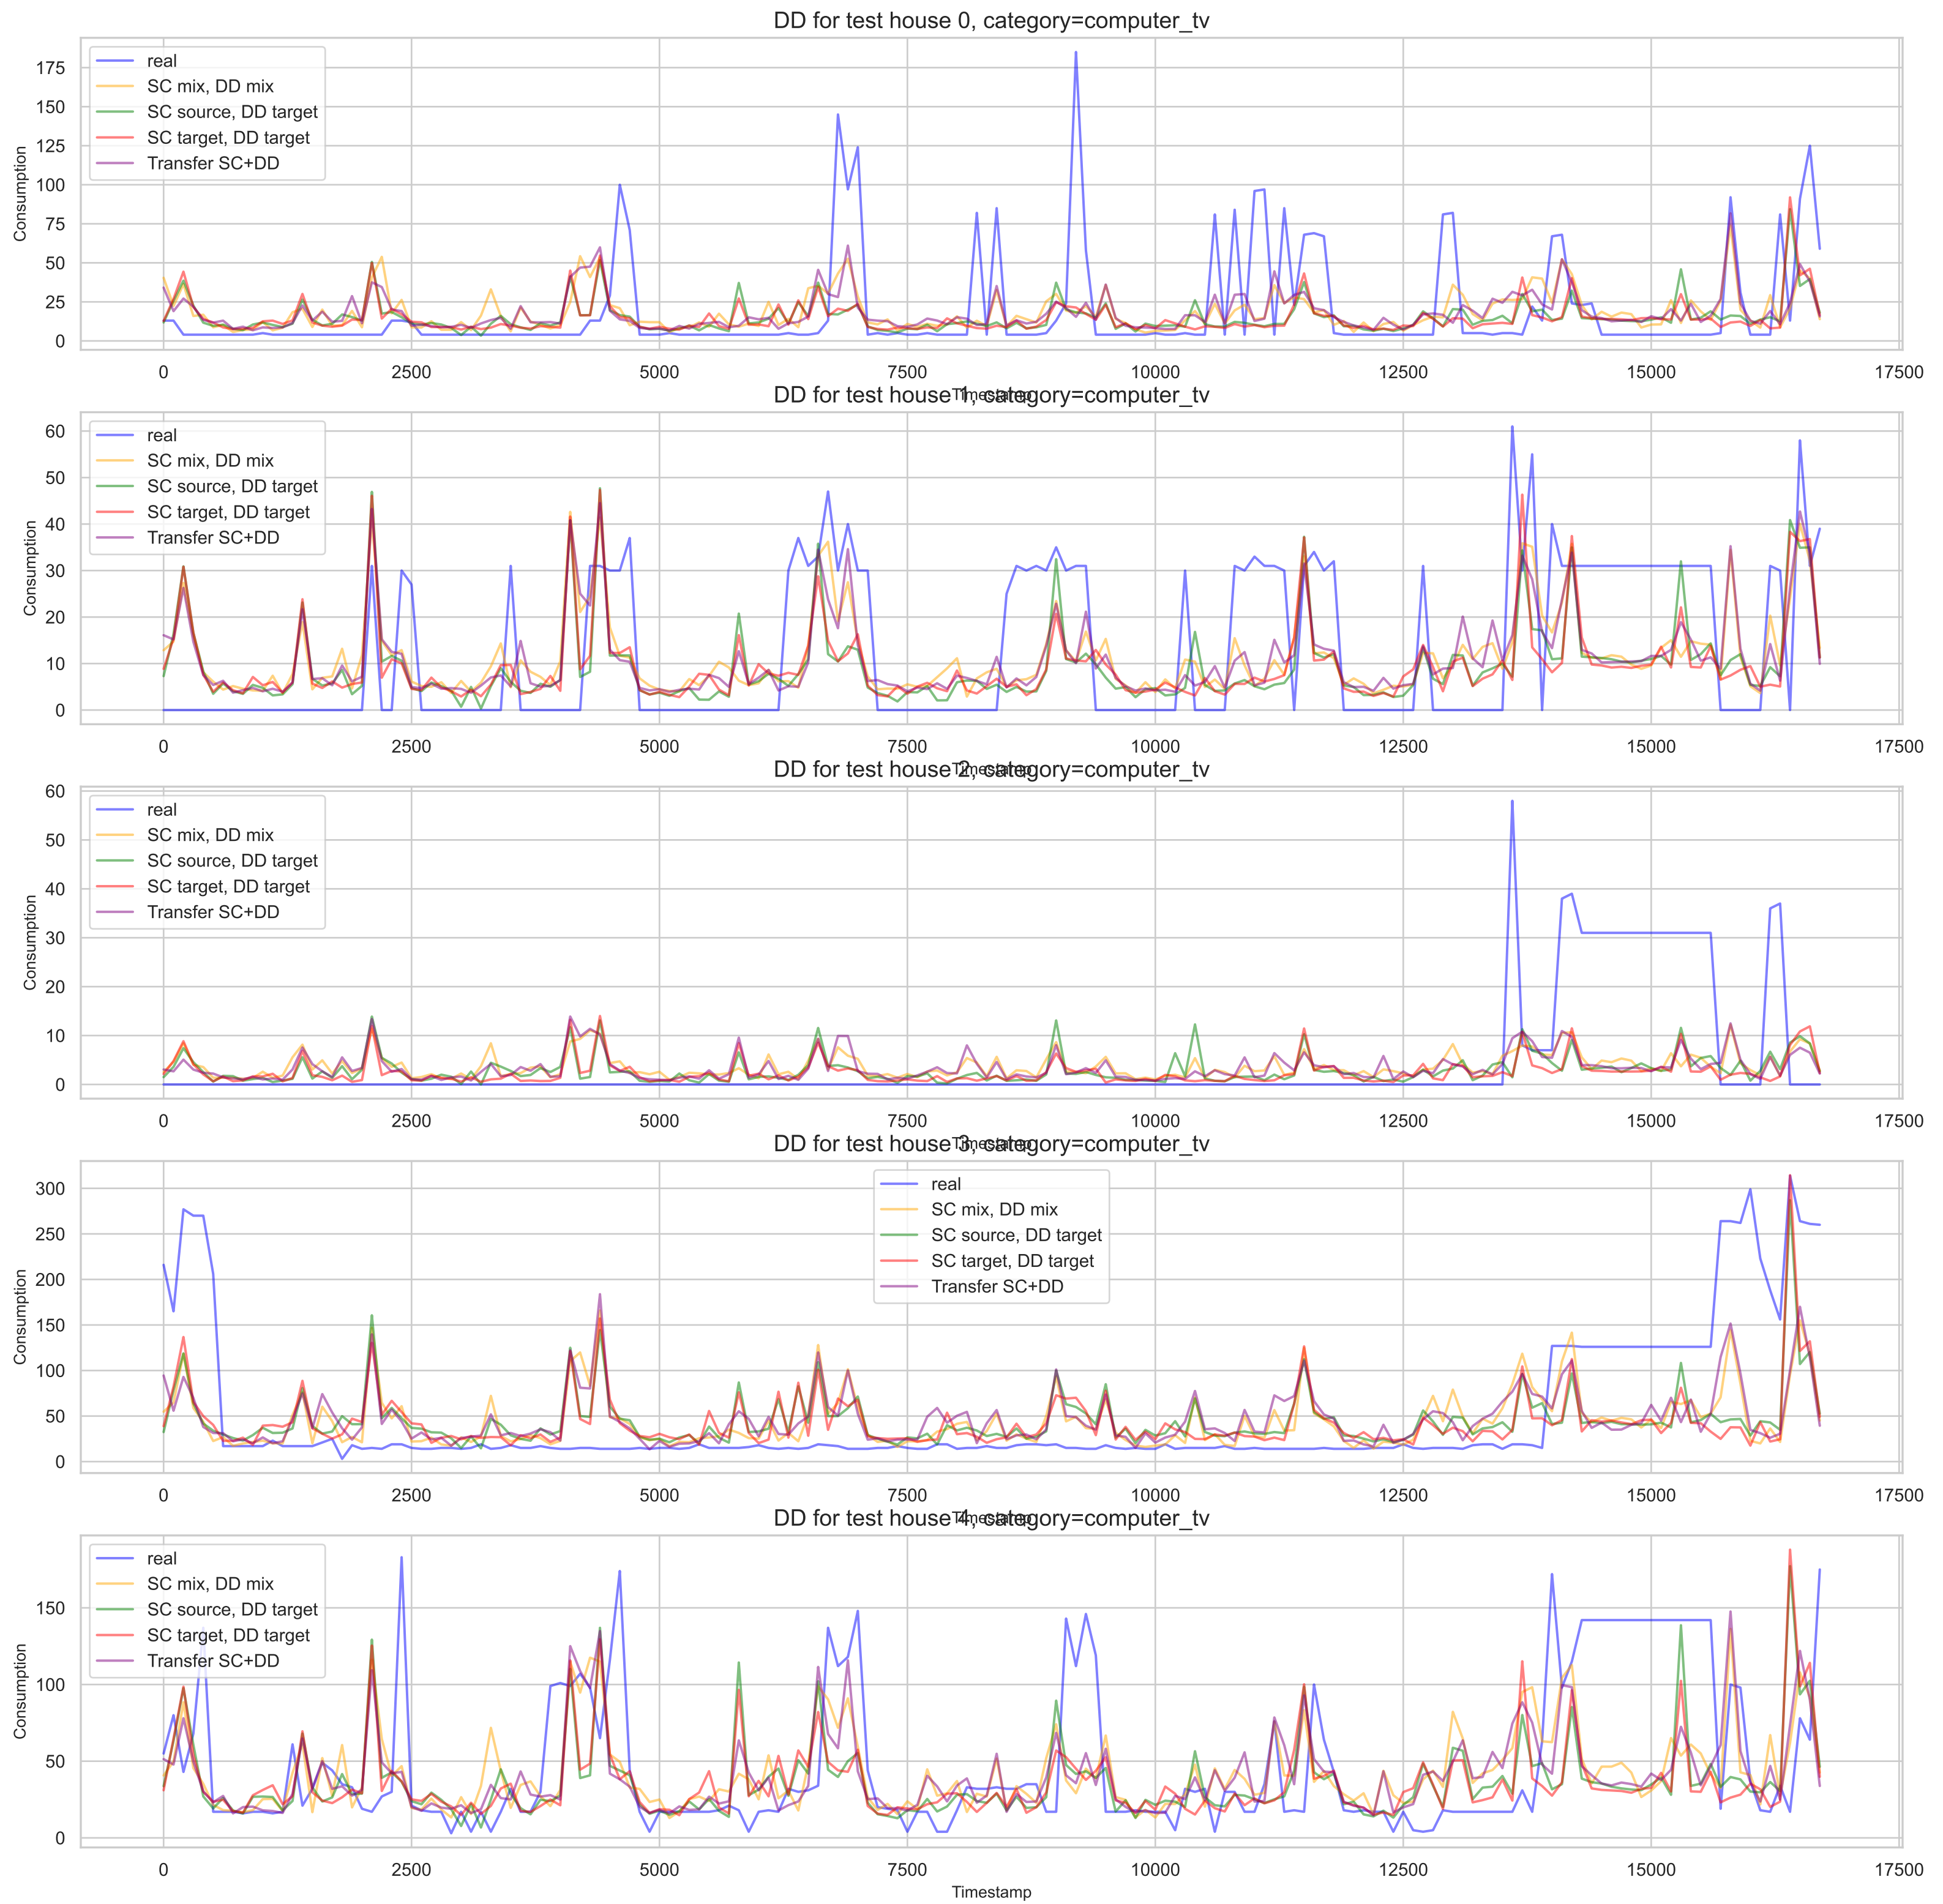 DD for test house 0, category=computer_tv
real
SC mix, DD mix
SC source, DD target
SC target, DD target
Transfer SC+DD
Consumption
175
150
125
100
75
50
25
0
0 2500 5000 7500 10000 12500 15000 17500
Timestamp
DD for test house 1, category=computer_tv
real
SC mix, DD mix
SC source, DD target
SC target, DD target
Transfer SC+DD
Consumption
60
50
40
30
20
10
0
0 2500 5000 7500 10000 12500 15000 17500
Timestamp
DD for test house 2, category=computer_tv
real
SC mix, DD mix
SC source, DD target
SC target, DD target
Transfer SC+DD
Consumption
60
50
40
30
20
10
0
0 2500 5000 7500 10000 12500 15000 17500
Timestamp
DD for test house 3, category=computer_tv
real
SC mix, DD mix
SC source, DD target
SC target, DD target
Transfer SC+DD
Consumption
300
250
200
150
100
50
0
0 2500 5000 7500 10000 12500 15000 17500
Timestamp
DD for test house 4, category=computer_tv
real
SC mix, DD mix
SC source, DD target
SC target, DD target
Transfer SC+DD
Consumption
150
100
50
0
0 2500 5000 7500 10000 12500 15000 17500
Timestamp